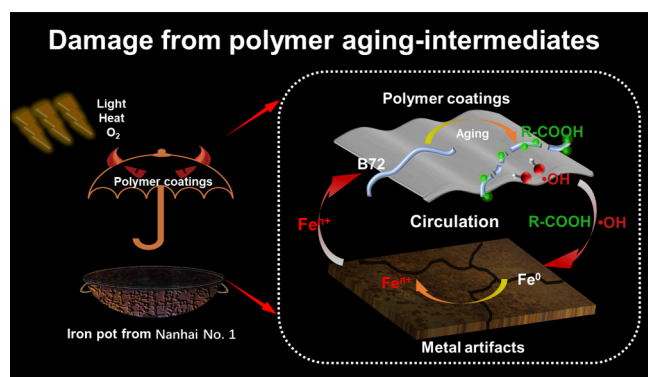 Damage from polymer aging-intermediates
Light
Heat
O₂
Polymer coatings
Iron pot from Nanhai No. 1
Polymer coatings
Aging
R-COOH
B72
•OH
Feⁿ⁺
Circulation
R-COOH •OH
Feⁿ⁺
Fe⁰
Metal artifacts